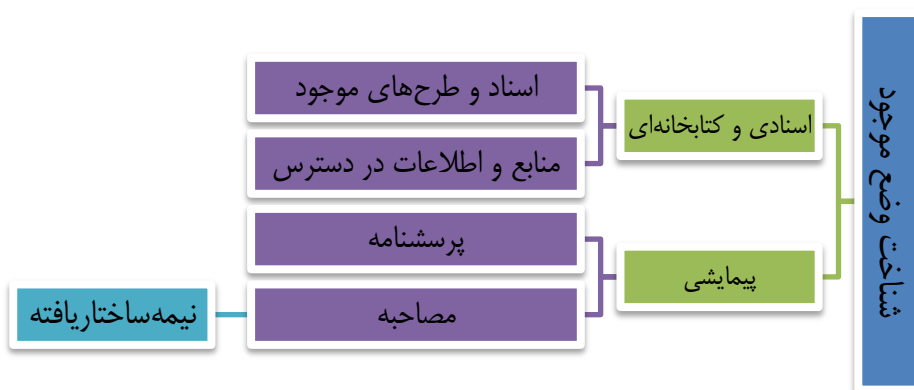 شناخت وضع موجود
اسنادی و کتابخانه‌ای
اسناد و طرح‌های موجود
منابع و اطلاعات در دسترس
پیمایشی
پرسشنامه
مصاحبه
نیمه‌ساختاریافته